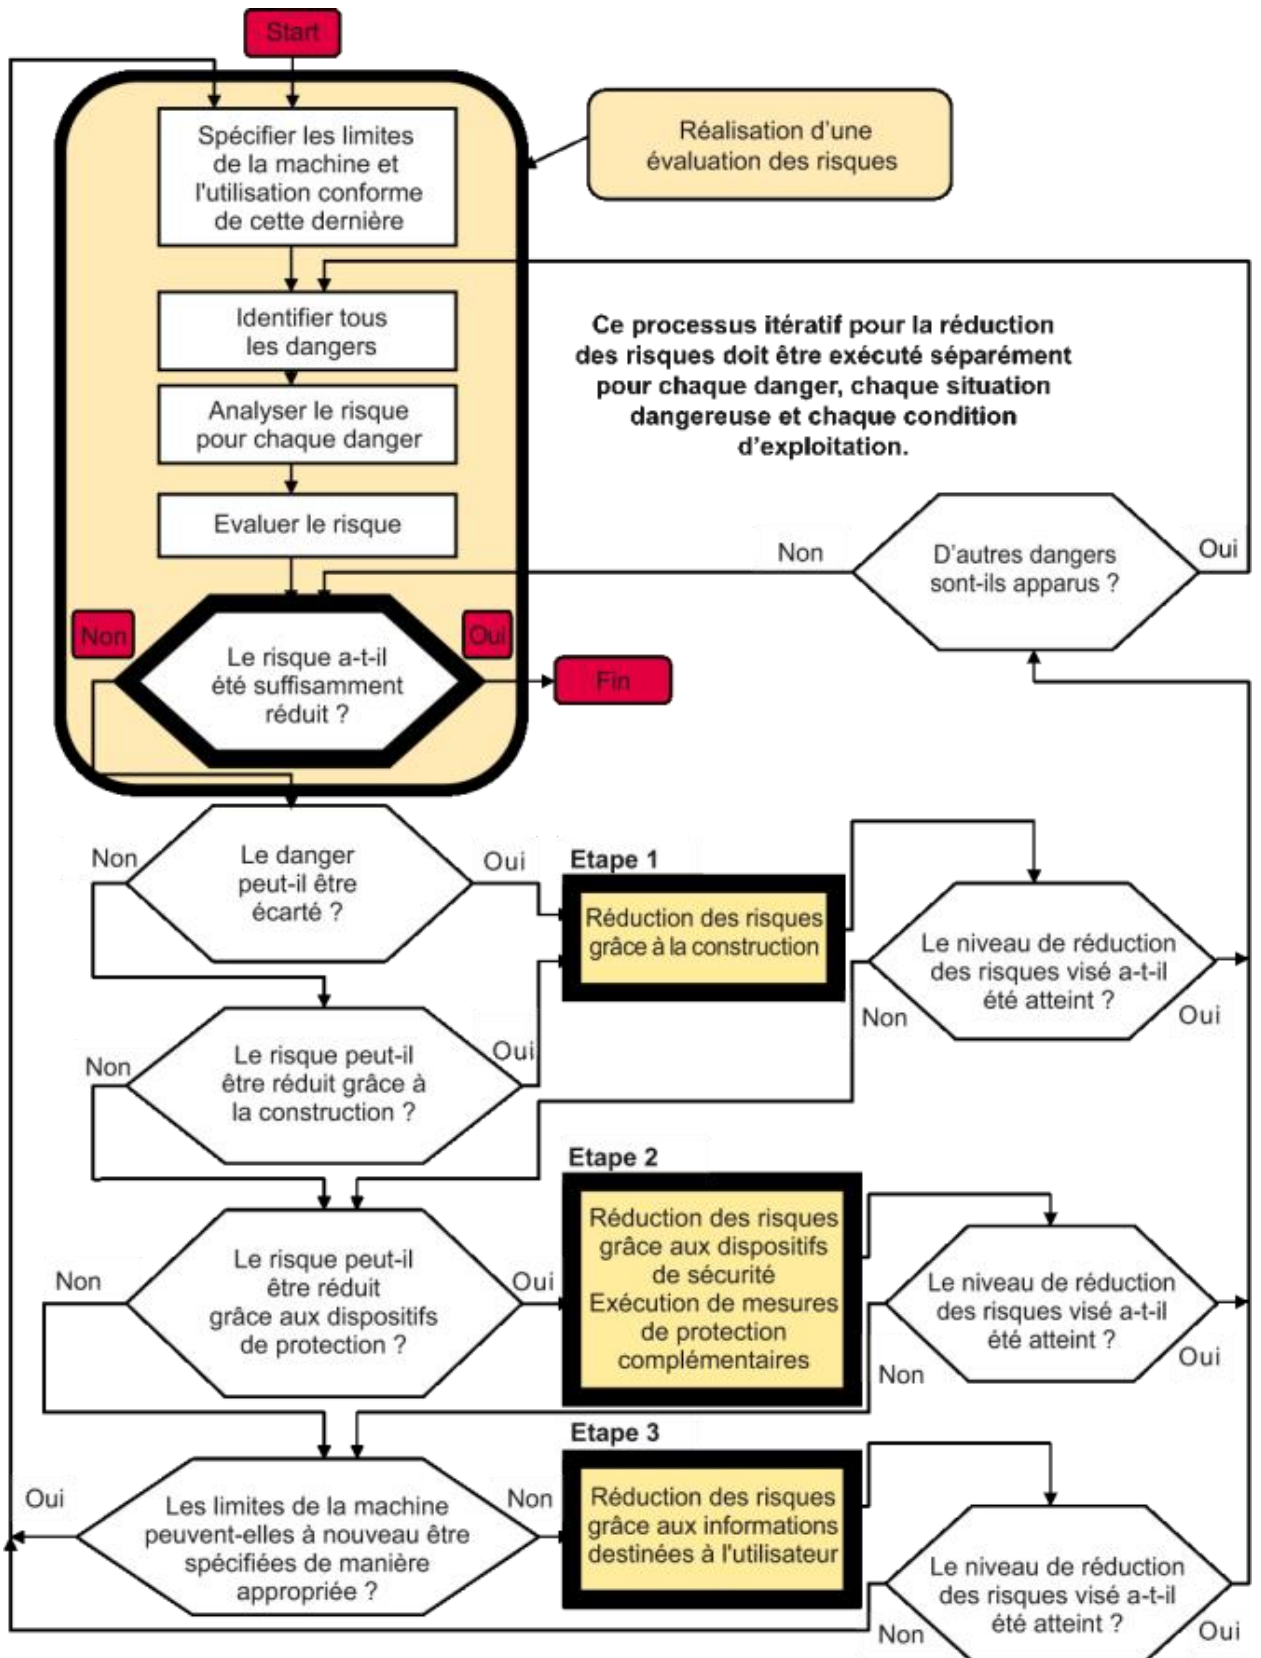 Start
Spécifier les limites
de la machine et
l'utilisation conforme
de cette dernière
Réalisation d'une
évaluation des risques
Identifier tous
les dangers
Ce processus itératif pour la réduction
des risques doit être exécuté séparément
pour chaque danger, chaque situation
dangereuse et chaque condition
d'exploitation.
Analyser le risque
pour chaque danger
Evaluer le risque
Non
D'autres dangers
sont-ils apparus ?
Oui
Non
Oui
Le risque a-t-il
été suffisamment
réduit ?
Fin
Non
Le danger
peut-il être
écarté ?
Oui
Etape 1
Réduction des risques
grâce à la construction
Le niveau de réduction
des risques visé a-t-il
été atteint ?
Non
Oui
Non
Le risque peut-il
être réduit grâce à
la construction ?
Oui
Etape 2
Réduction des risques
grâce aux dispositifs
de sécurité
Exécution de mesures
de protection
complémentaires
Non
Le risque peut-il
être réduit
grâce aux dispositifs
de protection ?
Oui
Le niveau de réduction
des risques visé a-t-il
été atteint ?
Non
Oui
Etape 3
Oui
Les limites de la machine
peuvent-elles à nouveau être
spécifiées de manière
appropriée ?
Non
Réduction des risques
grâce aux informations
destinées à l'utilisateur
Le niveau de réduction
des risques visé a-t-il
été atteint ?
Non
Oui